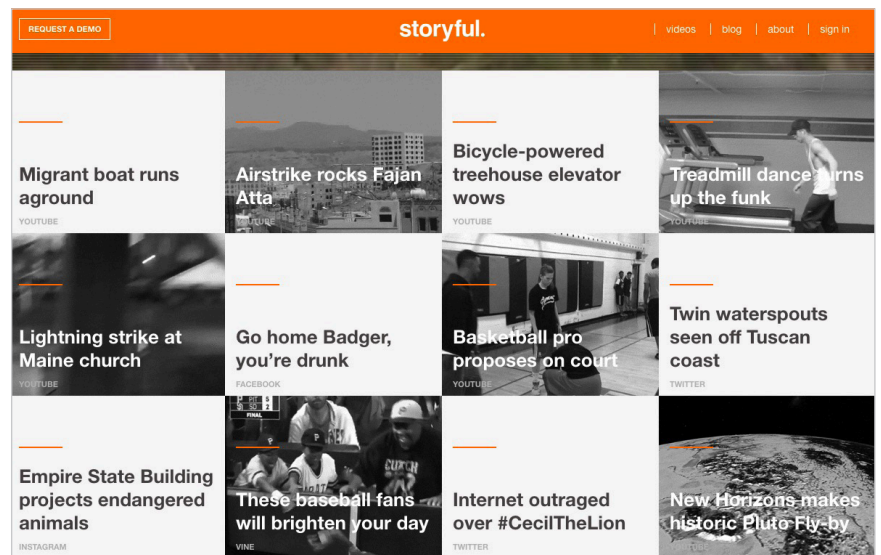 REQUEST A DEMO
storyful.
videos
blog
about
sign in
Migrant boat runs
aground
YOUTUBE
Airstrike rocks Fajan
Atta
YOUTUBE
Bicycle-powered
treehouse elevator
wows
YOUTUBE
Treadmill dance turns
up the funk
YOUTUBE
Lightning strike at
Maine church
YOUTUBE
Go home Badger,
you’re drunk
FACEBOOK
Basketball pro
proposes on court
YOUTUBE
Twin waterspouts
seen off Tuscan
coast
TWITTER
Empire State Building
projects endangered
animals
INSTAGRAM
P PIT 5
FINAL
These baseball fans
will brighten your day
VINE
Internet outraged
over #CecilTheLion
TWITTER
New Horizons makes
historic Pluto Fly-by
YOUTUBE